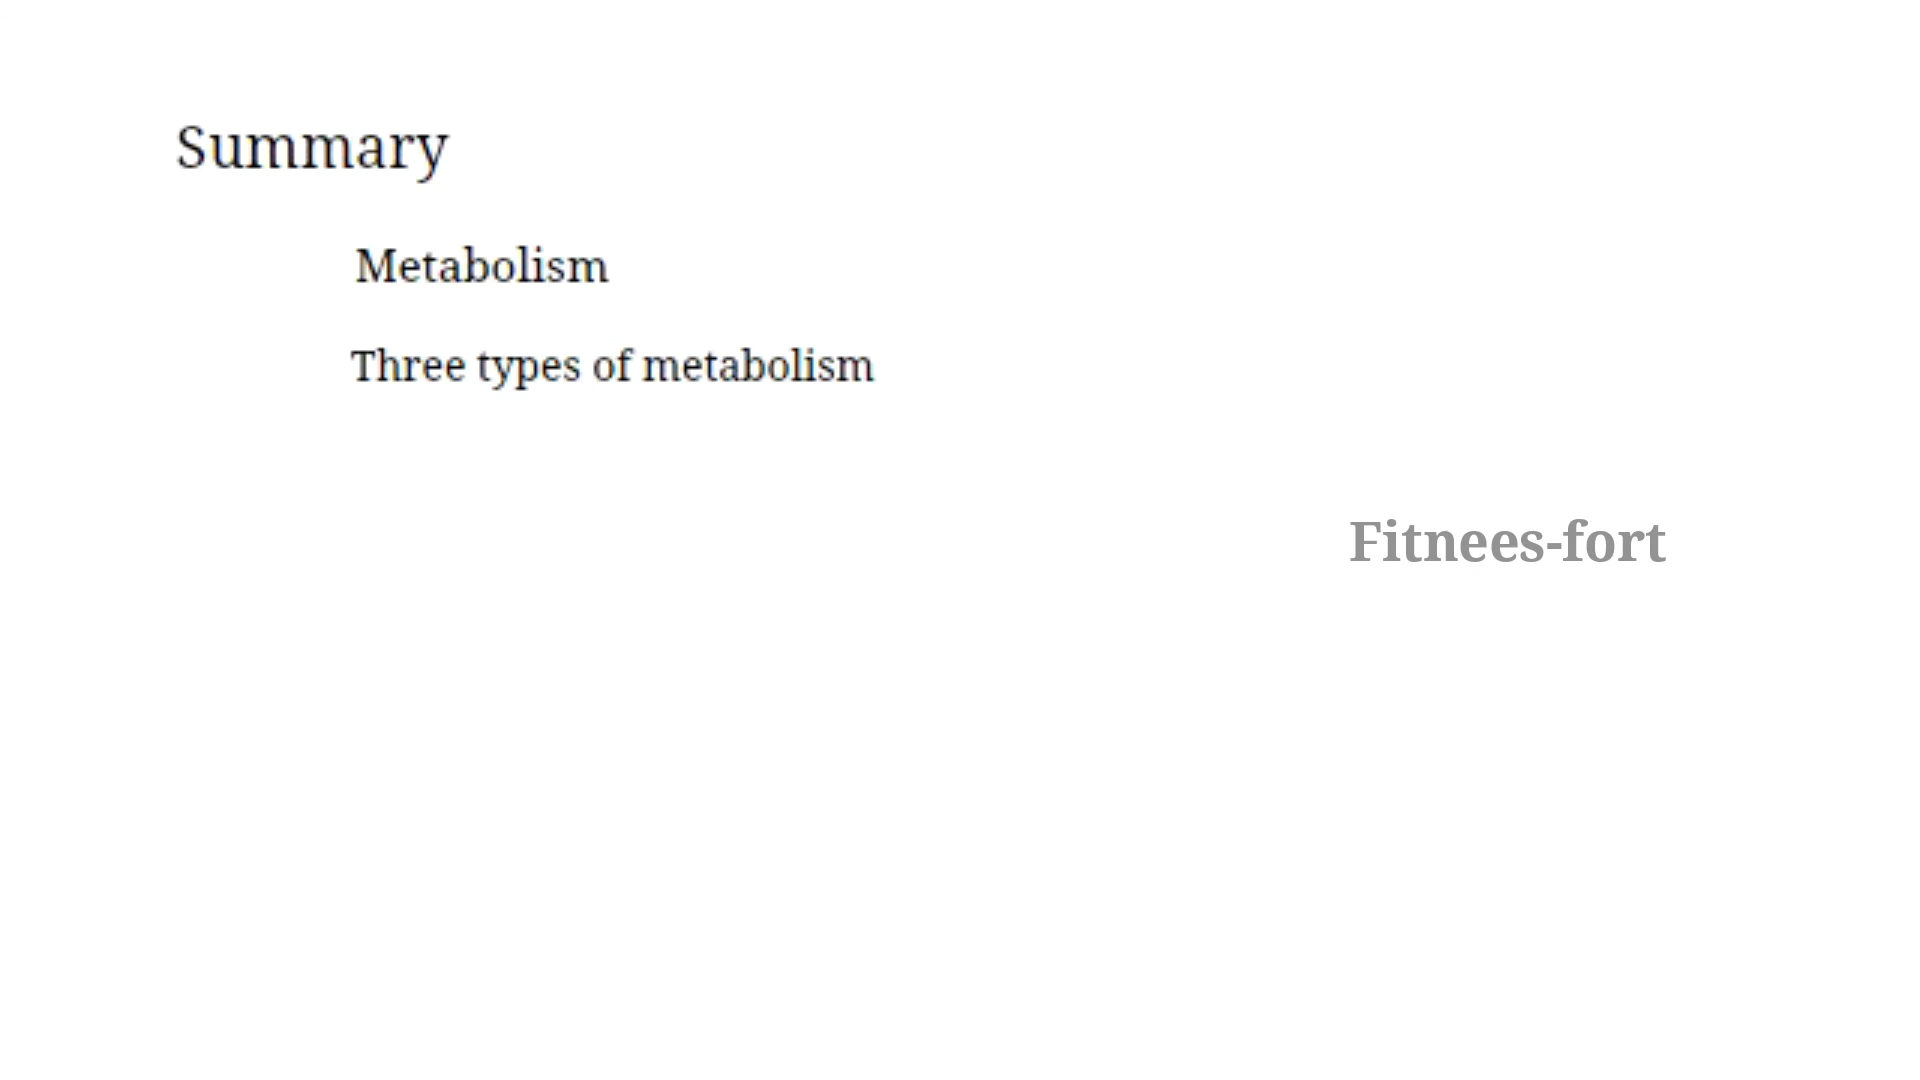 Summary
Metabolism
Three types of metabolism
Fitnees-fort